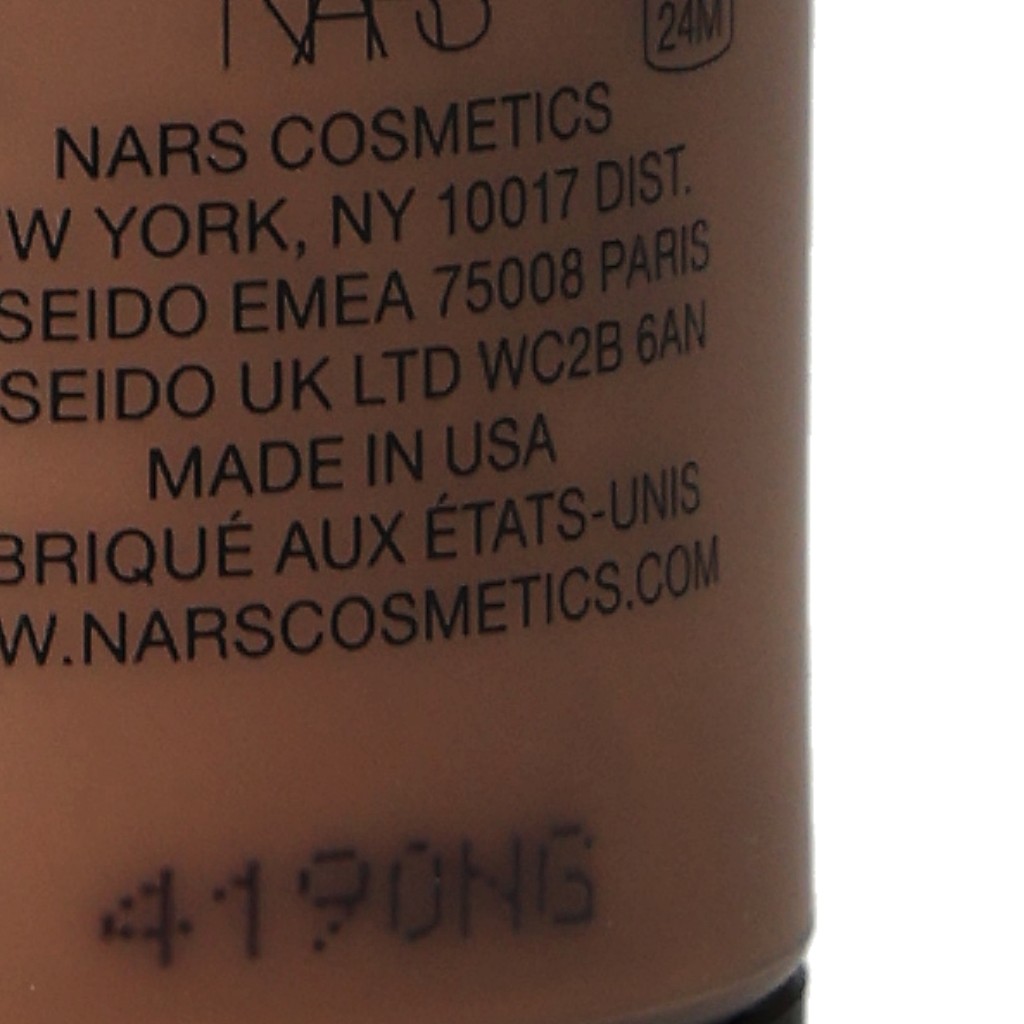 NARS
24M
NARS COSMETICS
W YORK, NY 10017 DIST.
SEIDO EMEA 75008 PARIS
SEIDO UK LTD WC2B 6AN
MADE IN USA
BRIQUÉ AUX ÉTATS-UNIS
W.NARSCOSMETICS.COM
4190NG